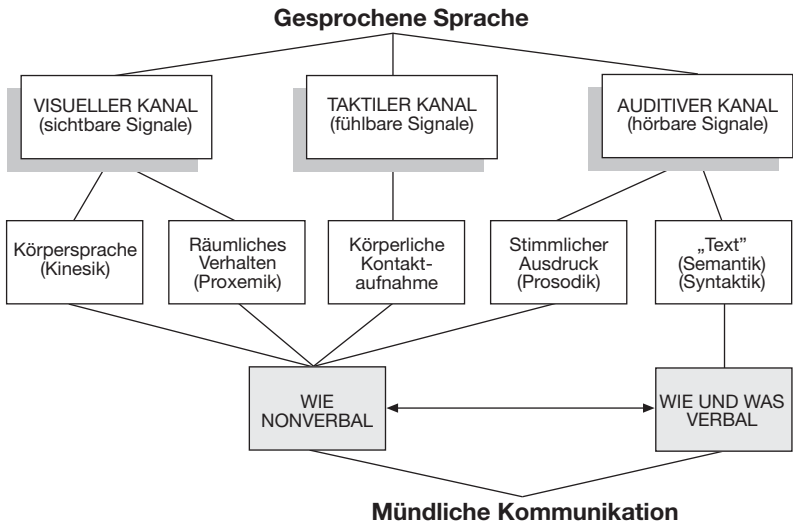 Gesprochene Sprache
VISUELLER KANAL
(sichtbare Signale)
TAKTILER KANAL
(fühlbare Signale)
AUDITIVER KANAL
(hörbare Signale)
Körpersprache
(Kinesik)
Räumliches
Verhalten
(Proxemik)
Körperliche
Kontakt-
aufnahme
Stimmlicher
Ausdruck
(Prosodik)
„Text”
(Semantik)
(Syntaktik)
WIE
NONVERBAL
WIE UND WAS
VERBAL
Mündliche Kommunikation